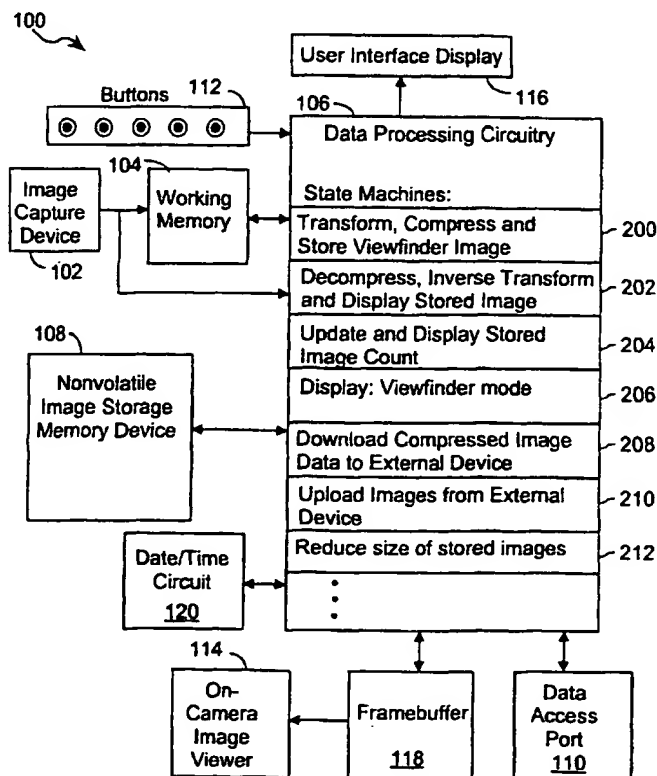 100
User Interface Display
116
Buttons
112
106
Data Processing Circuitry
104
Image
Capture
Device
102
Working
Memory
State Machines:
Transform, Compress and
Store Viewfinder Image
200
Decompress, Inverse Transform
and Display Stored Image
202
Update and Display Stored
Image Count
204
108
Nonvolatile
Image Storage
Memory Device
Display: Viewfinder mode
206
Download Compressed Image
Data to External Device
208
Upload Images from External
Device
210
Reduce size of stored images
212
Date/Time
Circuit
120
114
On-
Camera
Image
Viewer
Framebuffer
118
Data
Access
Port
110